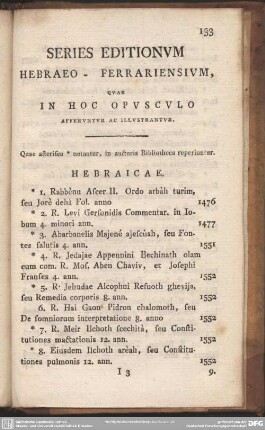 133
SERIES EDITIONVM
HEBRAEO - FERRARIENSIVM,
QVAE
IN HOC OPVSCVLO
AFFERVNTVR AC ILLVSTRANTVR.
Quae asterisco * notantur, in auctoris Bibliotheca reperiuntur.
HEBRAICAE.
* 1. Rabbènu Ascer II. Ordo arbàh turim,
seu Jorè dehà Fol. anno 1476
* 2. R. Levi Gersonidis Commentar. in Io-
bum 4. minori ann. 1477
* 3. Abarbanelis Majené ajesciuàh, seu Fon-
tes salutis 4. ann. 1551
* 4. R. Jedajae Appennini Bechinath olam
cum com. R. Mos. Aben Chaviv, et Josephi
Franses 4. ann. 1552
* 5. R. Jehudae Alcophni Refuoth ghevija,
seu Remedia corporis 8. ann. 1552
6. R. Hai Gaon Pidron chalomoth, seu
De somniorum interpretatione 8. anno 1552
* 7. R. Meir Ilchoth scechità, seu Consti-
tutiones mactationis 12. ann. 1552
* 8. Eiusdem Ilchoth areàh, seu Constitu-
tiones pulmonis 12. ann. 1552
I 3 9.